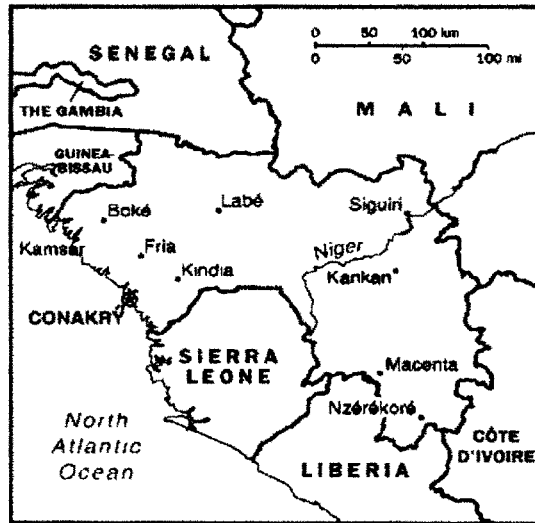 SENEGAL
0 50 100 km
0 50 100 mi
THE GAMBIA
MALI
GUINEA
BISSAU
Boké
Labé
Siguiri
Kamsar
Fria
Niger
Kindia
Kankan
CONAKRY
SIERRA
LEONE
Macenta
Nzérékoré
North
Atlantic
Ocean
CÔTE
D'IVOIRE
LIBERIA